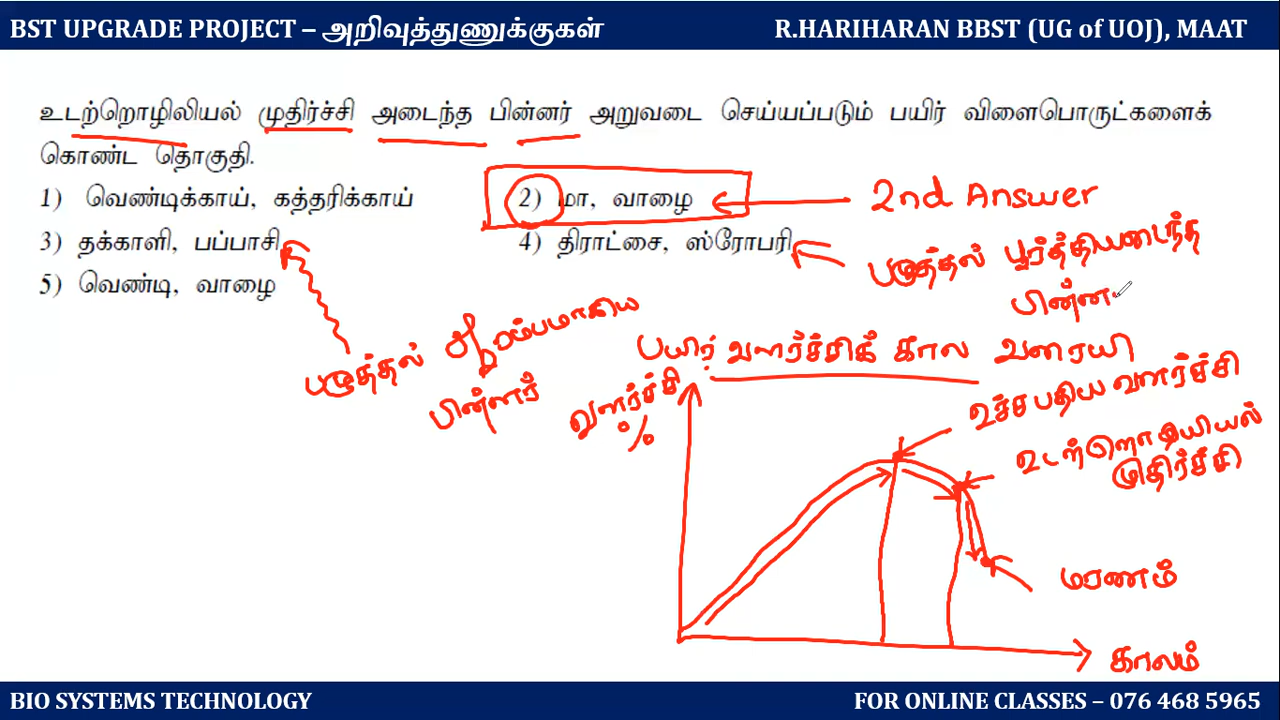 BST UPGRADE PROJECT – அறிவுத்துணுக்குகள்
R.HARIHARAN BBST (UG of UOJ), MAAT
உடற்றொழிலியல் முதிர்ச்சி அடைந்த பின்னர் அறுவடை செய்யப்படும் பயிர் விளைபொருட்களைக்
கொண்ட தொகுதி.
1) வெண்டிக்காய், கத்தரிக்காய்
2) மா, வாழை
2nd Answer
3) தக்காளி, பப்பாசி
4) திராட்சை, ஸ்ரோபரி
பழுத்தல் பூர்த்தியடைந்த
பின்ன
5) வெண்டி, வாழை
பழுத்தல் ஆரம்பமாகிய
பின்னர்
பயிர் வளர்ச்சிக் கால வரையி
வளர்ச்சி
%
உச்சபதிய வளர்ச்சி
உடற்றொழியியல்
முதிர்ச்சி
மரணம்
காலம்
BIO SYSTEMS TECHNOLOGY
FOR ONLINE CLASSES – 076 468 5965